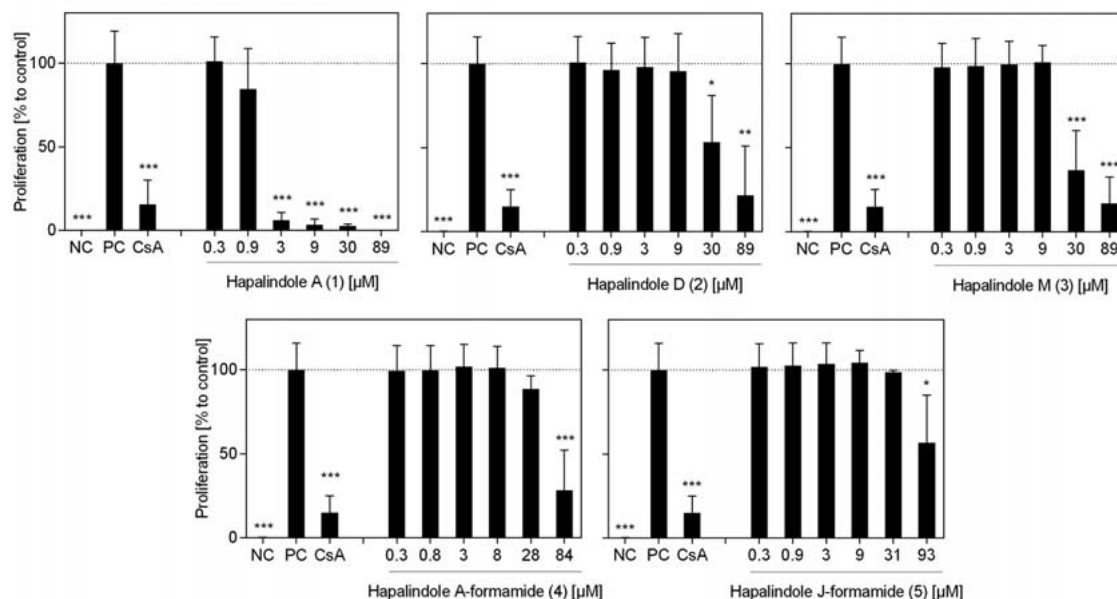 Proliferation [% to control]
100
50
0
***
***
***
***
***
***
NC PC CsA 0.3 0.9 3 9 30 89
Hapalindole A (1) [µM]
***
***
*
**
NC PC CsA 0.3 0.9 3 9 30 89
Hapalindole D (2) [µM]
***
***
***
***
NC PC CsA 0.3 0.9 3 9 30 89
Hapalindole M (3) [µM]
Proliferation [% to control]
100
50
0
***
***
***
NC PC CsA 0.3 0.8 3 8 28 84
Hapalindole A-formamide (4) [µM]
***
***
*
NC PC CsA 0.3 0.9 3 9 31 93
Hapalindole J-formamide (5) [µM]